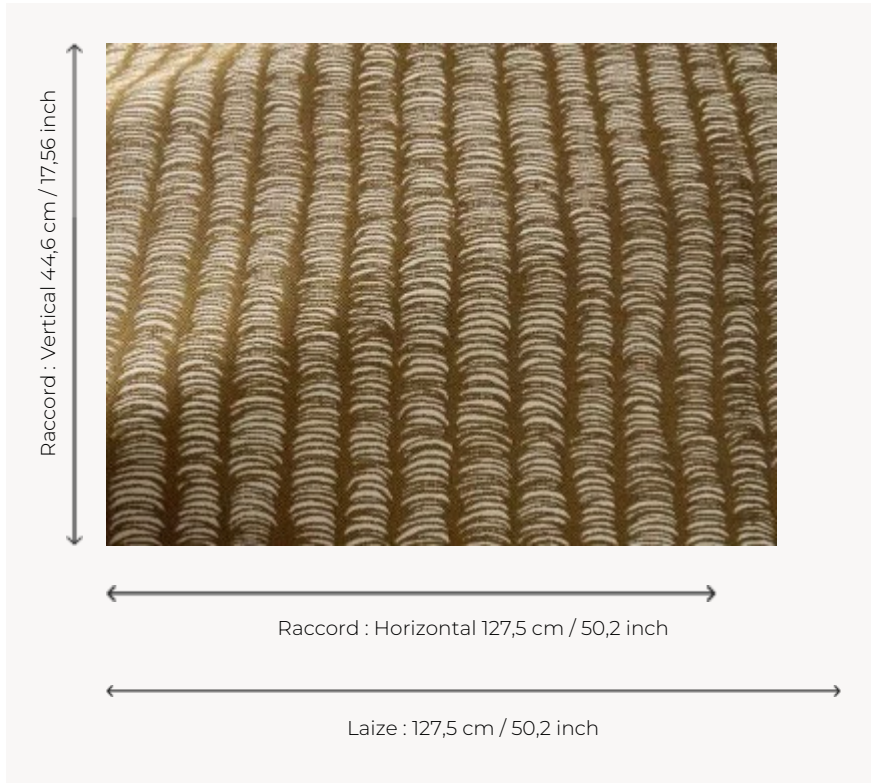 Raccord : Vertical 44,6 cm / 17,56 inch
Raccord : Horizontal 127,5 cm / 50,2 inch
Laize : 127,5 cm / 50,2 inch